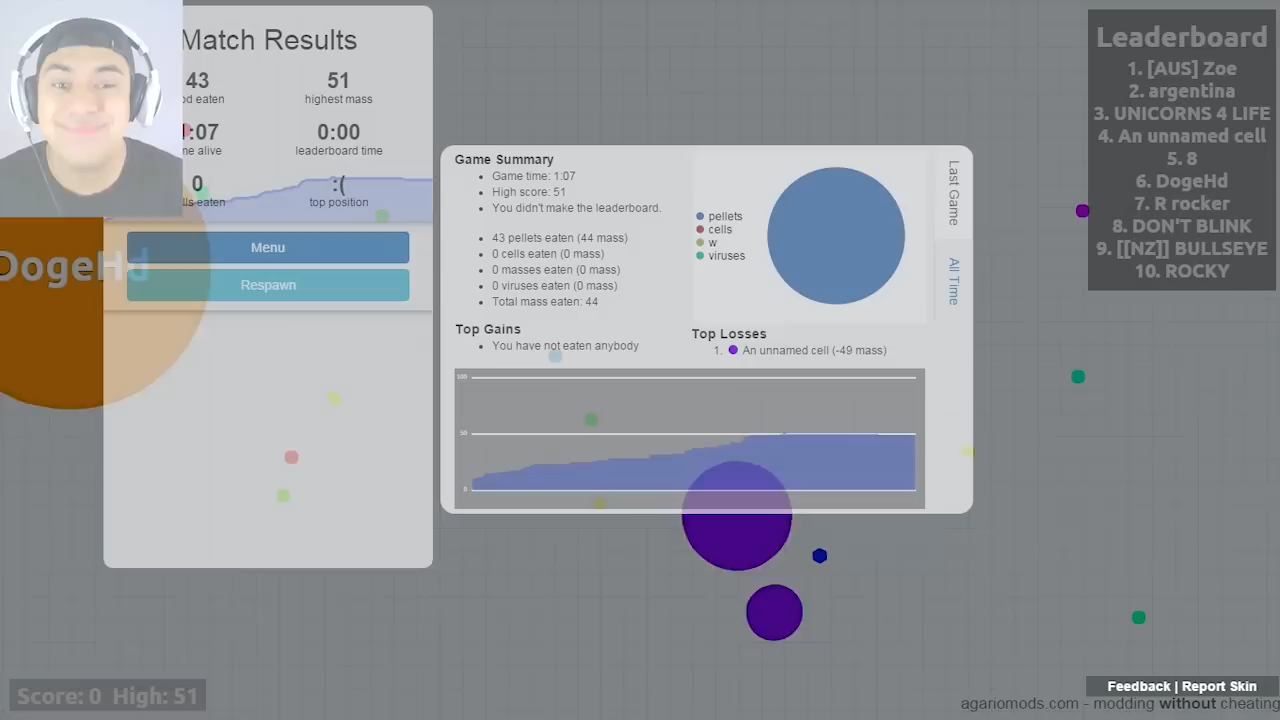 Match Results
43
51
od eaten
highest mass
:07
0:00
me alive
leaderboard time
0
:(
lls eaten
top position
Menu
Respawn
DogeHd
Game Summary
Game time: 1:07
High score: 51
You didn't make the leaderboard.
43 pellets eaten (44 mass)
0 cells eaten (0 mass)
0 masses eaten (0 mass)
0 viruses eaten (0 mass)
Total mass eaten: 44
pellets
cells
w
viruses
Last Game
All Time
Top Gains
You have not eaten anybody
Top Losses
1. An unnamed cell (-49 mass)
100
50
0
Leaderboard
1. [AUS] Zoe
2. argentina
3. UNICORNS 4 LIFE
4. An unnamed cell
5. 8
6. DogeHd
7. R rocker
8. DON'T BLINK
9. [[NZ]] BULLSEYE
10. ROCKY
Score: 0 High: 51
Feedback | Report Skin
agariomods.com - modding without cheating